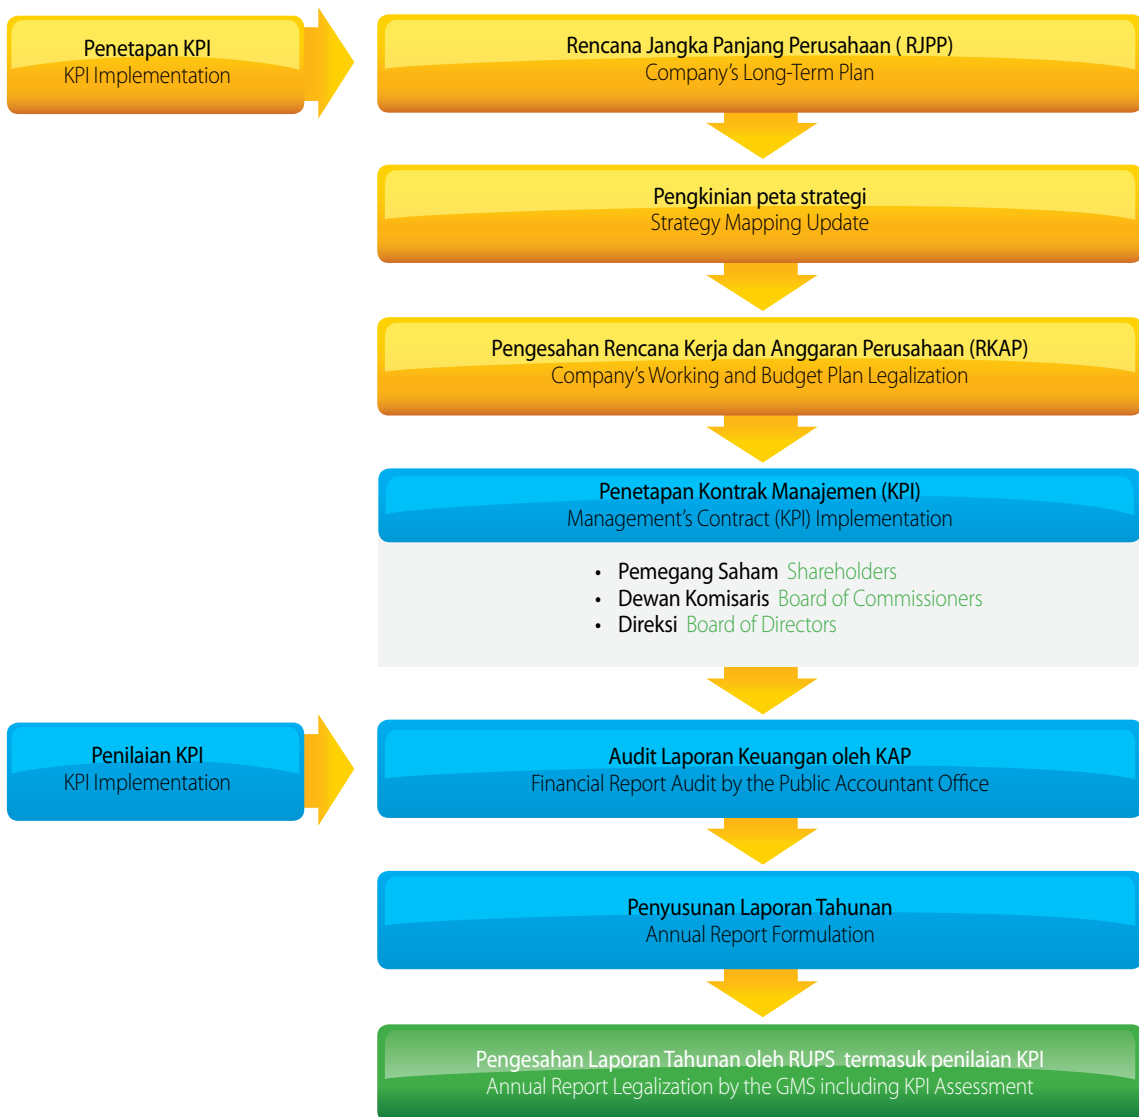 Penetapan KPI
KPI Implementation
Rencana Jangka Panjang Perusahaan ( RJPP)
Company's Long-Term Plan
Pengkinian peta strategi
Strategy Mapping Update
Pengesahan Rencana Kerja dan Anggaran Perusahaan (RKAP)
Company's Working and Budget Plan Legalization
Penetapan Kontrak Manajemen (KPI)
Management's Contract (KPI) Implementation
• Pemegang Saham Shareholders
• Dewan Komisaris Board of Commissioners
• Direksi Board of Directors
Penilaian KPI
KPI Implementation
Audit Laporan Keuangan oleh KAP
Financial Report Audit by the Public Accountant Office
Penyusunan Laporan Tahunan
Annual Report Formulation
Pengesahan Laporan Tahunan oleh RUPS termasuk penilaian KPI
Annual Report Legalization by the GMS including KPI Assessment